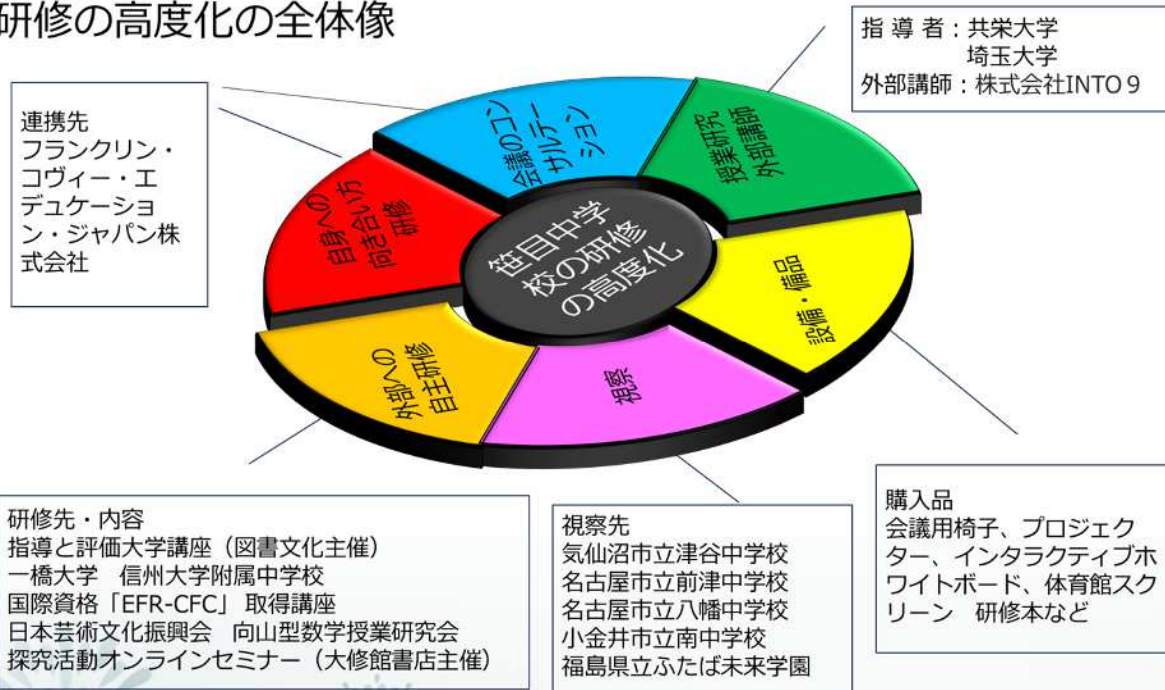 研修の高度化の全体像
指 導 者：共栄大学
埼玉大学
外部講師：株式会社INTO９
連携先
フランクリン・
コヴィー・エ
デュケーショ
ン・ジャパン株
式会社
会議のコン
サルテー
ション
授業研究
外部講師
自身への
向き合い方
研修
笹目中学
校の研修
の高度化
設備・備品
外部への
自主研修
視察
研修先・内容
指導と評価大学講座（図書文化主催）
一橋大学　信州大学附属中学校
国際資格「EFR-CFC」 取得講座
日本芸術文化振興会　向山型数学授業研究会
探究活動オンラインセミナー（大修館書店主催）
視察先
気仙沼市立津谷中学校
名古屋市立前津中学校
名古屋市立八幡中学校
小金井市立南中学校
福島県立ふたば未来学園
購入品
会議用椅子、プロジェク
ター、インタラクティブホ
ワイトボード、体育館スク
リーン　研修本など